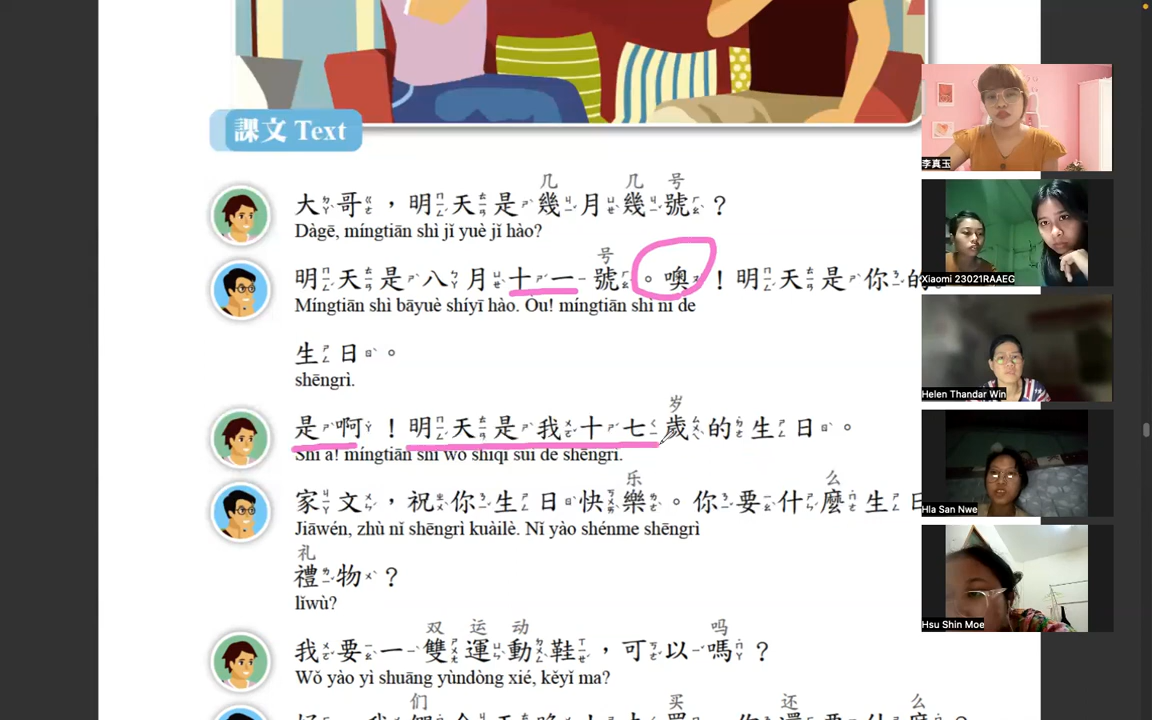 課文 Text
几 几 号
大哥，明天是幾月幾號？
Dàgē, míngtiān shì jǐ yuè jǐ hào?
号
明天是八月十一號。噢！明天是你的
Míngtiān shì bāyuè shíyī hào. Ou! míngtiān shì nǐ de
生日。
shēngrì.
岁
是啊！明天是我十七歲的生日。
Shì a! míngtiān shì wǒ shíqī suì de shēngrì.
乐 么
家文，祝你生日快樂。你要什麼生日
Jiāwén, zhù nǐ shēngrì kuàilè. Nǐ yào shénme shēngrì
礼
禮物？
lǐwù?
双 运 动 吗
我要一雙運動鞋，可以嗎？
Wǒ yào yì shuāng yùndòng xié, kěyǐ ma?
们 买 还 么
李真玉
Xiaomi 23021RAAEG
Helen Thandar Win
Hla San Nwe
Hsu Shin Moe